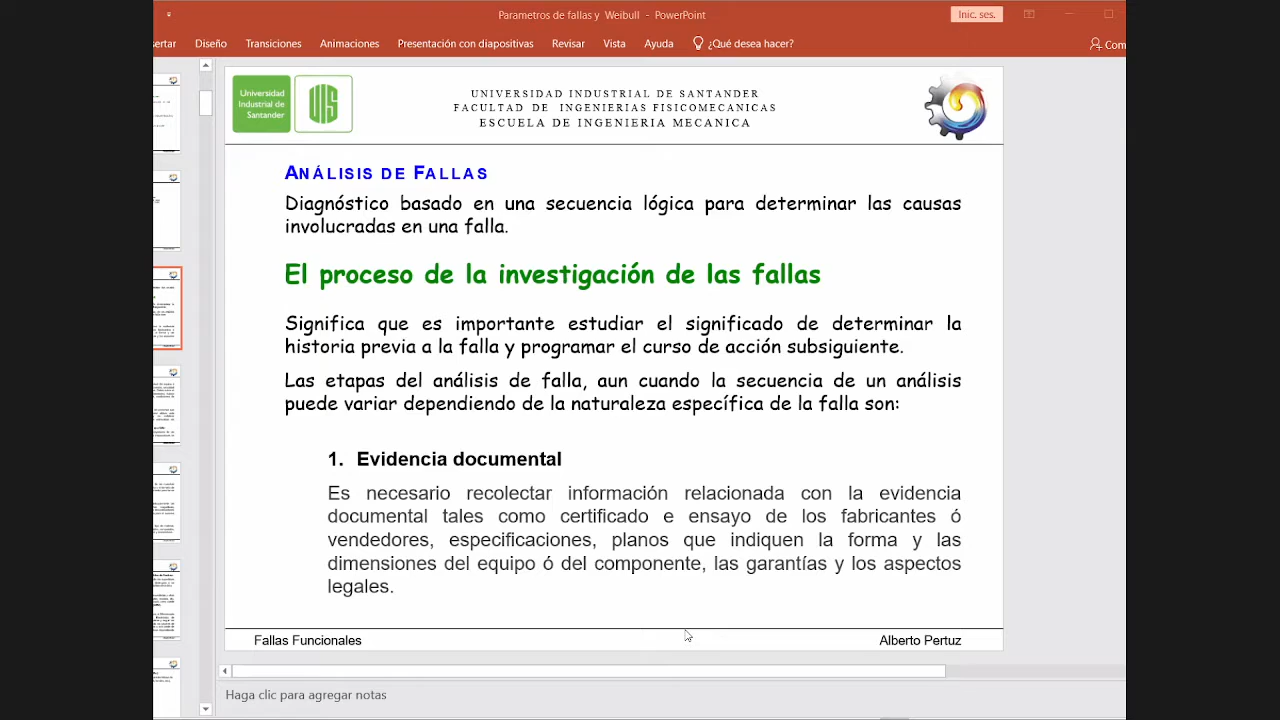 Parametros de fallas y Weibull - PowerPoint
Inic. ses.
ertar Diseño Transiciones Animaciones Presentación con diapositivas Revisar Vista Ayuda ¿Qué desea hacer? Com
Universidad
Industrial de
Santander
UNIVERSIDAD INDUSTRIAL DE SANTANDER
FACULTAD DE INGENIERIAS FISICOMECANICAS
ESCUELA DE INGENIERIA MECANICA
ANÁLISIS DE FALLAS
Diagnóstico basado en una secuencia lógica para determinar las causas
involucradas en una falla.
El proceso de la investigación de las fallas
Significa que es importante estudiar el significado de determinar la
historia previa a la falla y programar el curso de acción subsiguiente.
Las etapas del análisis de falla, aun cuando la secuencia de un análisis
puede variar dependiendo de la naturaleza específica de la falla son:
1. Evidencia documental
Es necesario recolectar información relacionada con la evidencia
documental tales como certificado e ensayo de los fabricantes ó
vendedores, especificaciones, planos que indiquen la forma y las
dimensiones del equipo ó del componente, las garantías y los aspectos
legales.
Fallas Funcionales
Alberto Pertuz
Haga clic para agregar notas